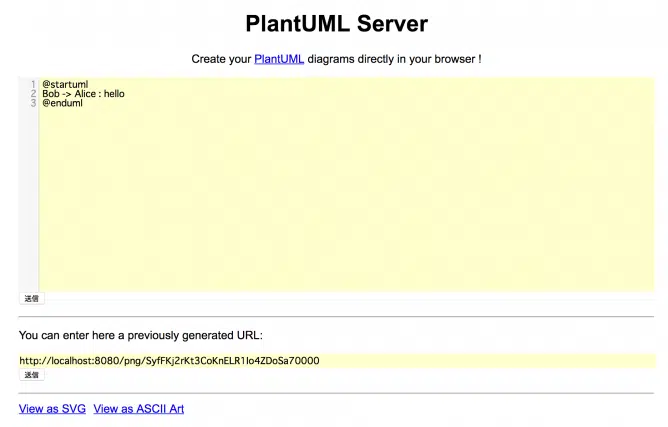 PlantUML Server
Create your PlantUML diagrams directly in your browser !
1 @startuml
2 Bob -> Alice : hello
3 @enduml
送信
You can enter here a previously generated URL:
http://localhost:8080/png/SyfFKj2rKt3CoKnELR1Io4ZDoSa70000
送信
View as SVG View as ASCII Art